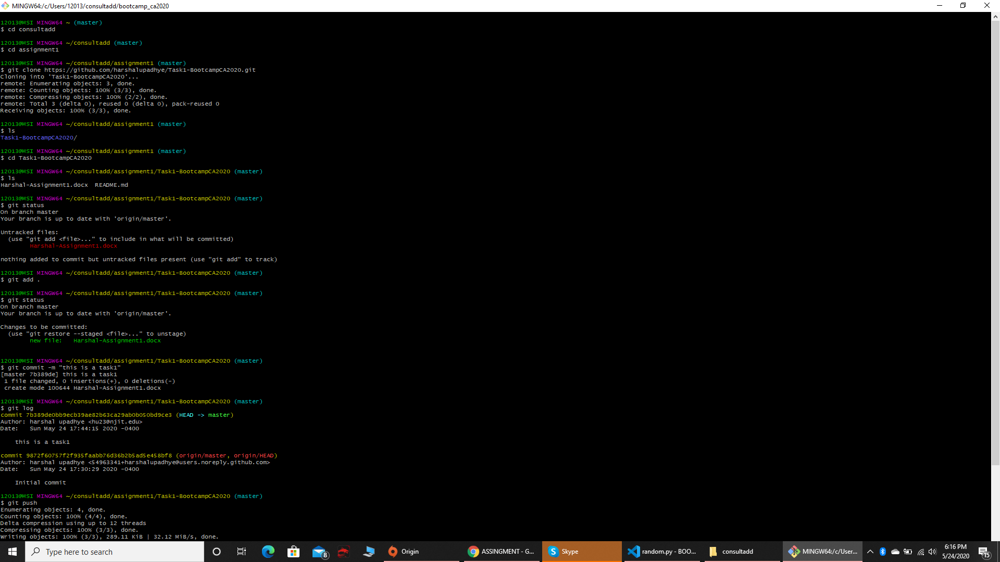 MINGW64:/c/Users/12013/consultadd/bootcamp_ca2020
12013@MSI MINGW64 ~ (master)
$ cd consultadd
12013@MSI MINGW64 ~/consultadd (master)
$ cd assignment1
12013@MSI MINGW64 ~/consultadd/assignment1 (master)
$ git clone https://github.com/harshalupadhye/Task1-BootcampCA2020.git
Cloning into 'Task1-BootcampCA2020'...
remote: Enumerating objects: 3, done.
remote: Counting objects: 100% (3/3), done.
remote: Compressing objects: 100% (2/2), done.
remote: Total 3 (delta 0), reused 0 (delta 0), pack-reused 0
Receiving objects: 100% (3/3), done.
12013@MSI MINGW64 ~/consultadd/assignment1 (master)
$ ls
Task1-BootcampCA2020/
12013@MSI MINGW64 ~/consultadd/assignment1 (master)
$ cd Task1-BootcampCA2020
12013@MSI MINGW64 ~/consultadd/assignment1/Task1-BootcampCA2020 (master)
$ ls
Harshal-Assignment1.docx  README.md
12013@MSI MINGW64 ~/consultadd/assignment1/Task1-BootcampCA2020 (master)
$ git status
On branch master
Your branch is up to date with 'origin/master'.
Untracked files:
  (use "git add <file>..." to include in what will be committed)
        Harshal-Assignment1.docx
nothing added to commit but untracked files present (use "git add" to track)
12013@MSI MINGW64 ~/consultadd/assignment1/Task1-BootcampCA2020 (master)
$ git add .
12013@MSI MINGW64 ~/consultadd/assignment1/Task1-BootcampCA2020 (master)
$ git status
On branch master
Your branch is up to date with 'origin/master'.
Changes to be committed:
  (use "git restore --staged <file>..." to unstage)
        new file:   Harshal-Assignment1.docx
12013@MSI MINGW64 ~/consultadd/assignment1/Task1-BootcampCA2020 (master)
$ git commit -m "this is a task1"
[master 7b389de] this is a task1
 1 file changed, 0 insertions(+), 0 deletions(-)
 create mode 100644 Harshal-Assignment1.docx
12013@MSI MINGW64 ~/consultadd/assignment1/Task1-BootcampCA2020 (master)
$ git log
commit 7b389de0bb9ecb39ae82b63ca29ab0b050bd9ce3 (HEAD -> master)
Author: harshal upadhye <hu23@njit.edu>
Date:   Sun May 24 17:44:15 2020 -0400
    this is a task1
commit 9872f60757f2f935faabb76d36b2b5ad5e458bf8 (origin/master, origin/HEAD)
Author: harshal upadhye <54963341+harshalupadhye@users.noreply.github.com>
Date:   Sun May 24 17:30:29 2020 -0400
    Initial commit
12013@MSI MINGW64 ~/consultadd/assignment1/Task1-BootcampCA2020 (master)
$ git push
Enumerating objects: 4, done.
Counting objects: 100% (4/4), done.
Delta compression using up to 12 threads
Compressing objects: 100% (3/3), done.
Writing objects: 100% (3/3), 289.11 KiB | 32.12 MiB/s, done.
Type here to search
8
Origin
ASSINGMENT - G...
Skype
random.py - BOO...
consultadd
MINGW64:/c/User...
6:16 PM
5/24/2020
15